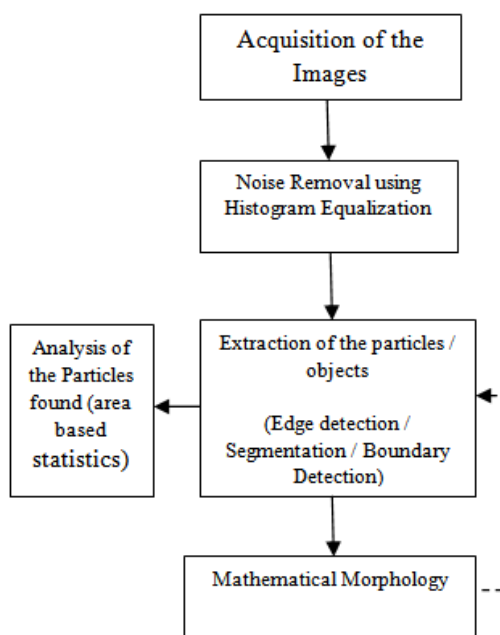 Acquisition of the
Images
Noise Removal using
Histogram Equalization
Extraction of the particles /
objects
(Edge detection /
Segmentation / Boundary
Detection)
Analysis of
the Particles
found (area
based
statistics)
Mathematical Morphology